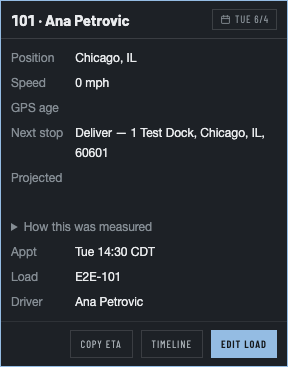 101 · Ana Petrovic
TUE 6/4
Position Chicago, IL
Speed 0 mph
GPS age
Next stop Deliver — 1 Test Dock, Chicago, IL,
60601
Projected
▶ How this was measured
Appt Tue 14:30 CDT
Load E2E-101
Driver Ana Petrovic
COPY ETA TIMELINE EDIT LOAD